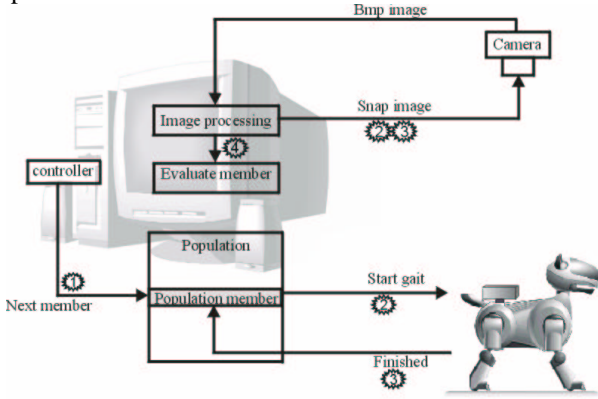 Bmp image
Camera
Snap image
2 3
Image processing
4
Evaluate member
controller
Population
1
Next member
Population member
Start gait
2
Finished
3